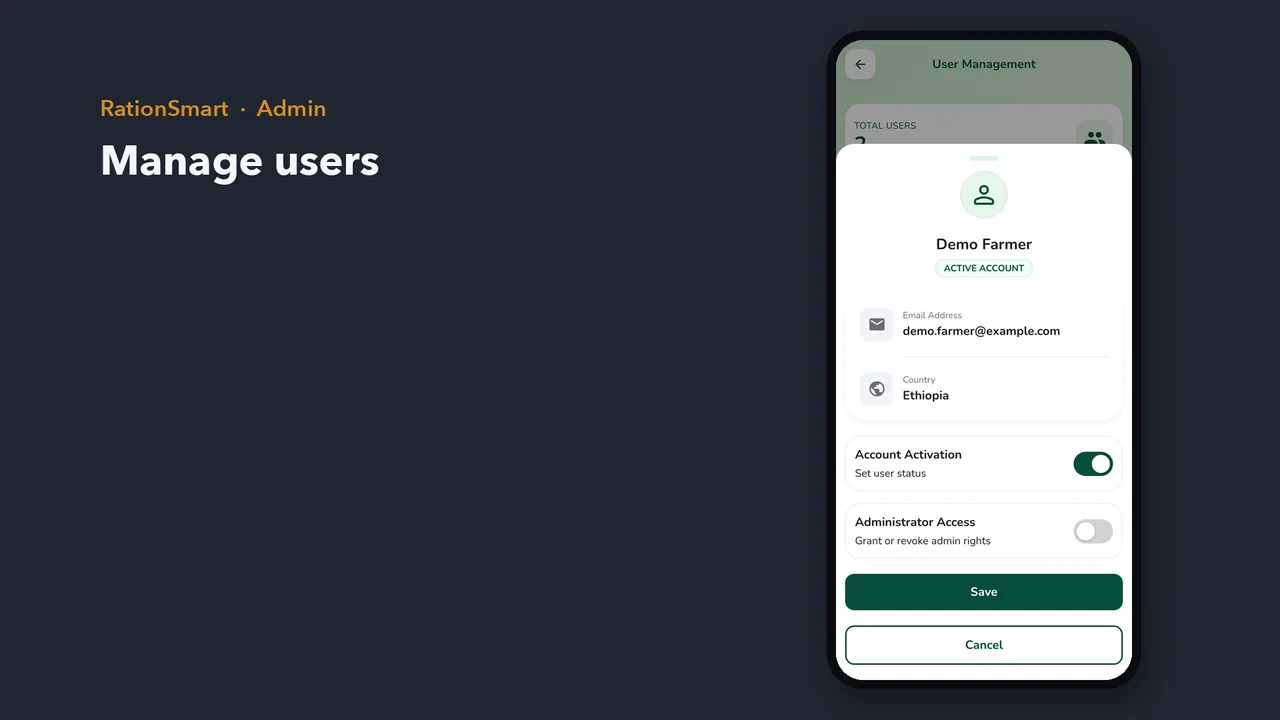 RationSmart · Admin
Manage users
User Management
TOTAL USERS
2
Demo Farmer
ACTIVE ACCOUNT
Email Address
demo.farmer@example.com
Country
Ethiopia
Account Activation
Set user status
Administrator Access
Grant or revoke admin rights
Save
Cancel